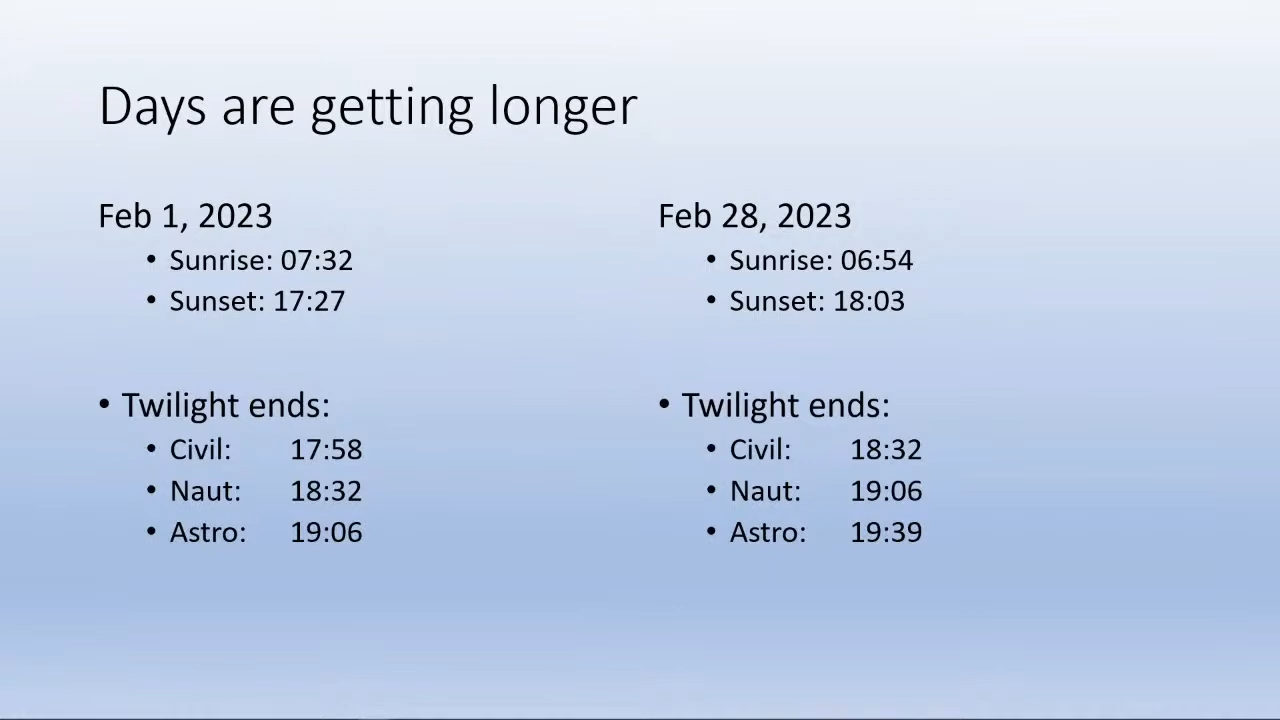 Days are getting longer
Feb 1, 2023
• Sunrise: 07:32
• Sunset: 17:27
• Twilight ends:
• Civil: 17:58
• Naut: 18:32
• Astro: 19:06
Feb 28, 2023
• Sunrise: 06:54
• Sunset: 18:03
• Twilight ends:
• Civil: 18:32
• Naut: 19:06
• Astro: 19:39